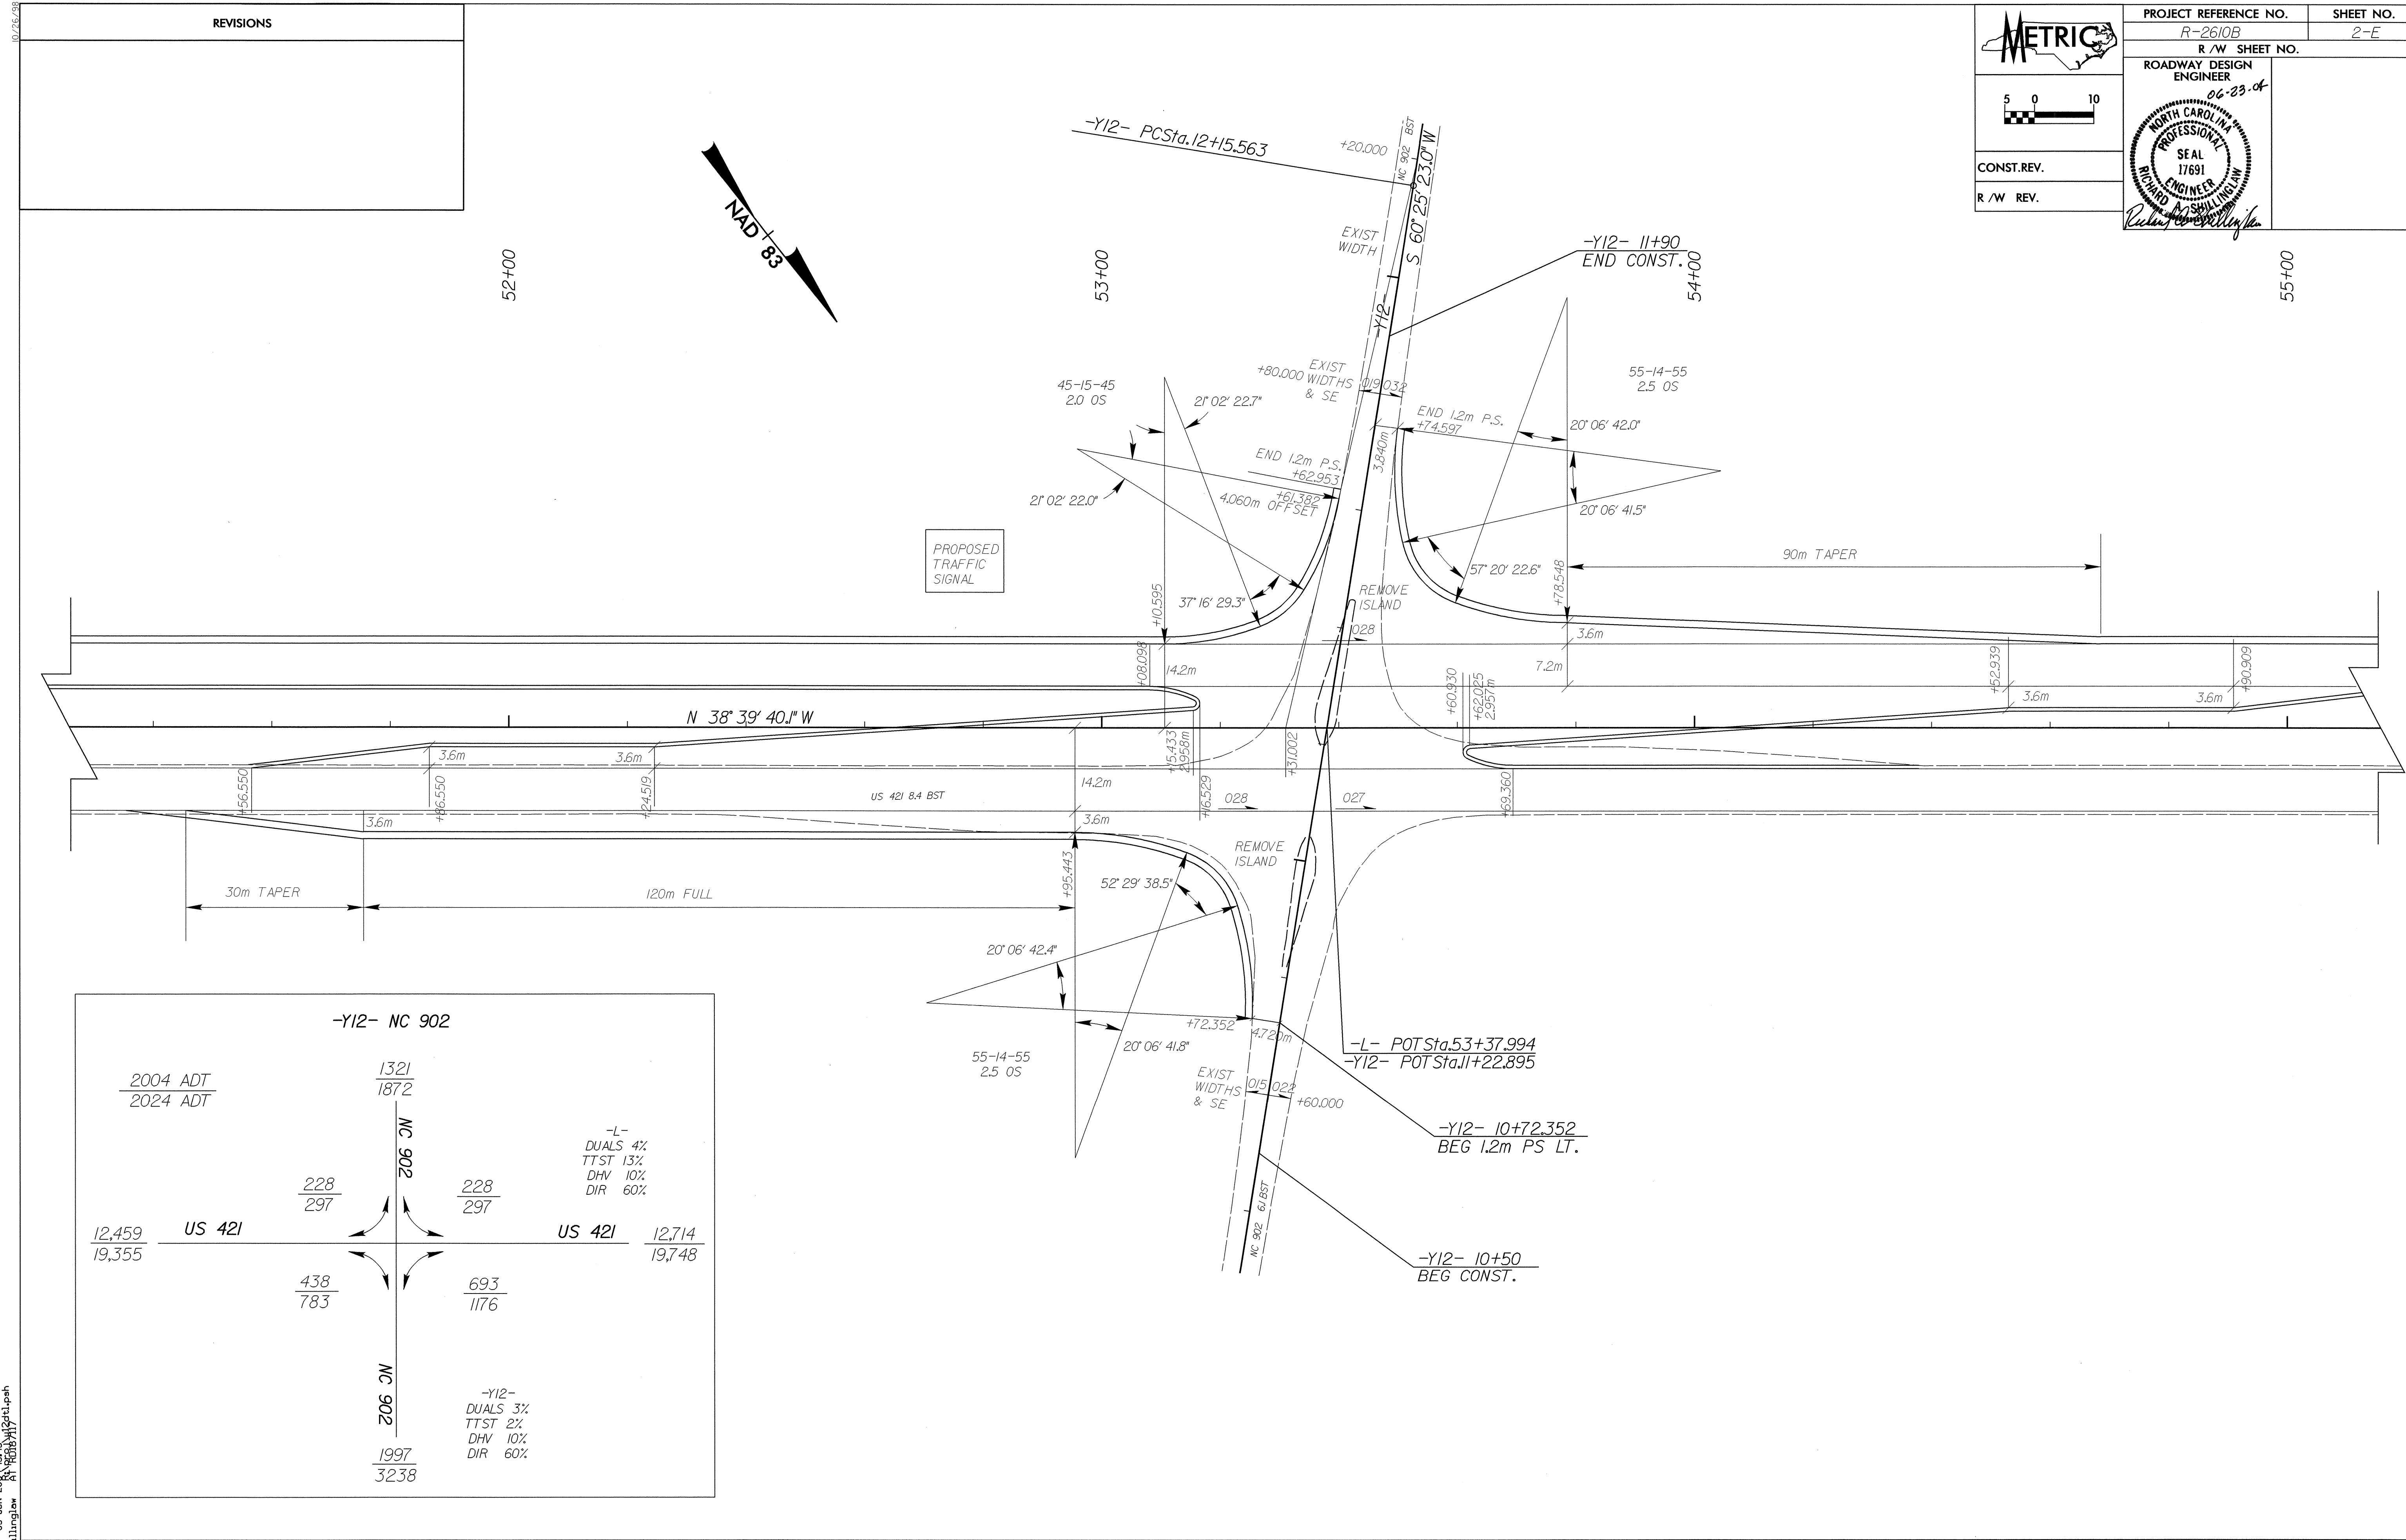 10/26/98
REVISIONS
METRIC
PROJECT REFERENCE NO.
SHEET NO.
R-2610B
2-E
R /W SHEET NO.
ROADWAY DESIGN
ENGINEER
06-23-04
NORTH CAROLINA
PROFESSIONAL
SEAL
17691
ENGINEER
RICHARD A. SHILLINGLAW
5 0 10
CONST.REV.
R /W REV.
NAD 83
52+00
53+00
54+00
55+00
-Y12- PCSta.12+15.563
+20.000
NC 902 BST
S 60° 25' 23.0" W
EXIST
WIDTH
-Y12-
-Y12- 11+90
END CONST.
45-15-45
2.0 OS
21° 02' 22.7"
+80.000
EXIST
WIDTHS
& SE
019
032
55-14-55
2.5 OS
END 1.2m P.S.
+74.597
20° 06' 42.0"
3.840m
END 1.2m P.S.
+62.953
+61.382
4.060m OFFSET
21° 02' 22.0"
20° 06' 41.5"
57° 20' 22.6"
+78.548
90m TAPER
PROPOSED
TRAFFIC
SIGNAL
+10.595
37° 16' 29.3"
REMOVE
ISLAND
028
3.6m
7.2m
+08.098
14.2m
+60.930
+62.025
2.957m
+52.939
+90.909
3.6m
3.6m
N 38° 39' 40.1" W
3.6m
3.6m
+56.550
+86.550
+24.519
US 421 8.4 BST
14.2m
+15.433
2.958m
+16.529
+31.002
028
027
+69.360
3.6m
3.6m
REMOVE
ISLAND
+95.443
52° 29' 38.5"
30m TAPER
120m FULL
20° 06' 42.4"
+72.352
4.720m
20° 06' 41.8"
55-14-55
2.5 OS
EXIST
WIDTHS
& SE
015
022
+60.000
-L- POTSta.53+37.994
-Y12- POTSta.11+22.895
-Y12- 10+72.352
BEG 1.2m PS LT.
NC 902 6.1 BST
-Y12- 10+50
BEG CONST.
-Y12- NC 902
2004 ADT
2024 ADT
1321
1872
NC 902
-L-
DUALS 4%
TTST 13%
DHV 10%
DIR 60%
228
297
228
297
12,459
19,355
US 421
US 421
12,714
19,748
438
783
693
1176
NC 902
-Y12-
DUALS 3%
TTST 2%
DHV 10%
DIR 60%
1997
3238